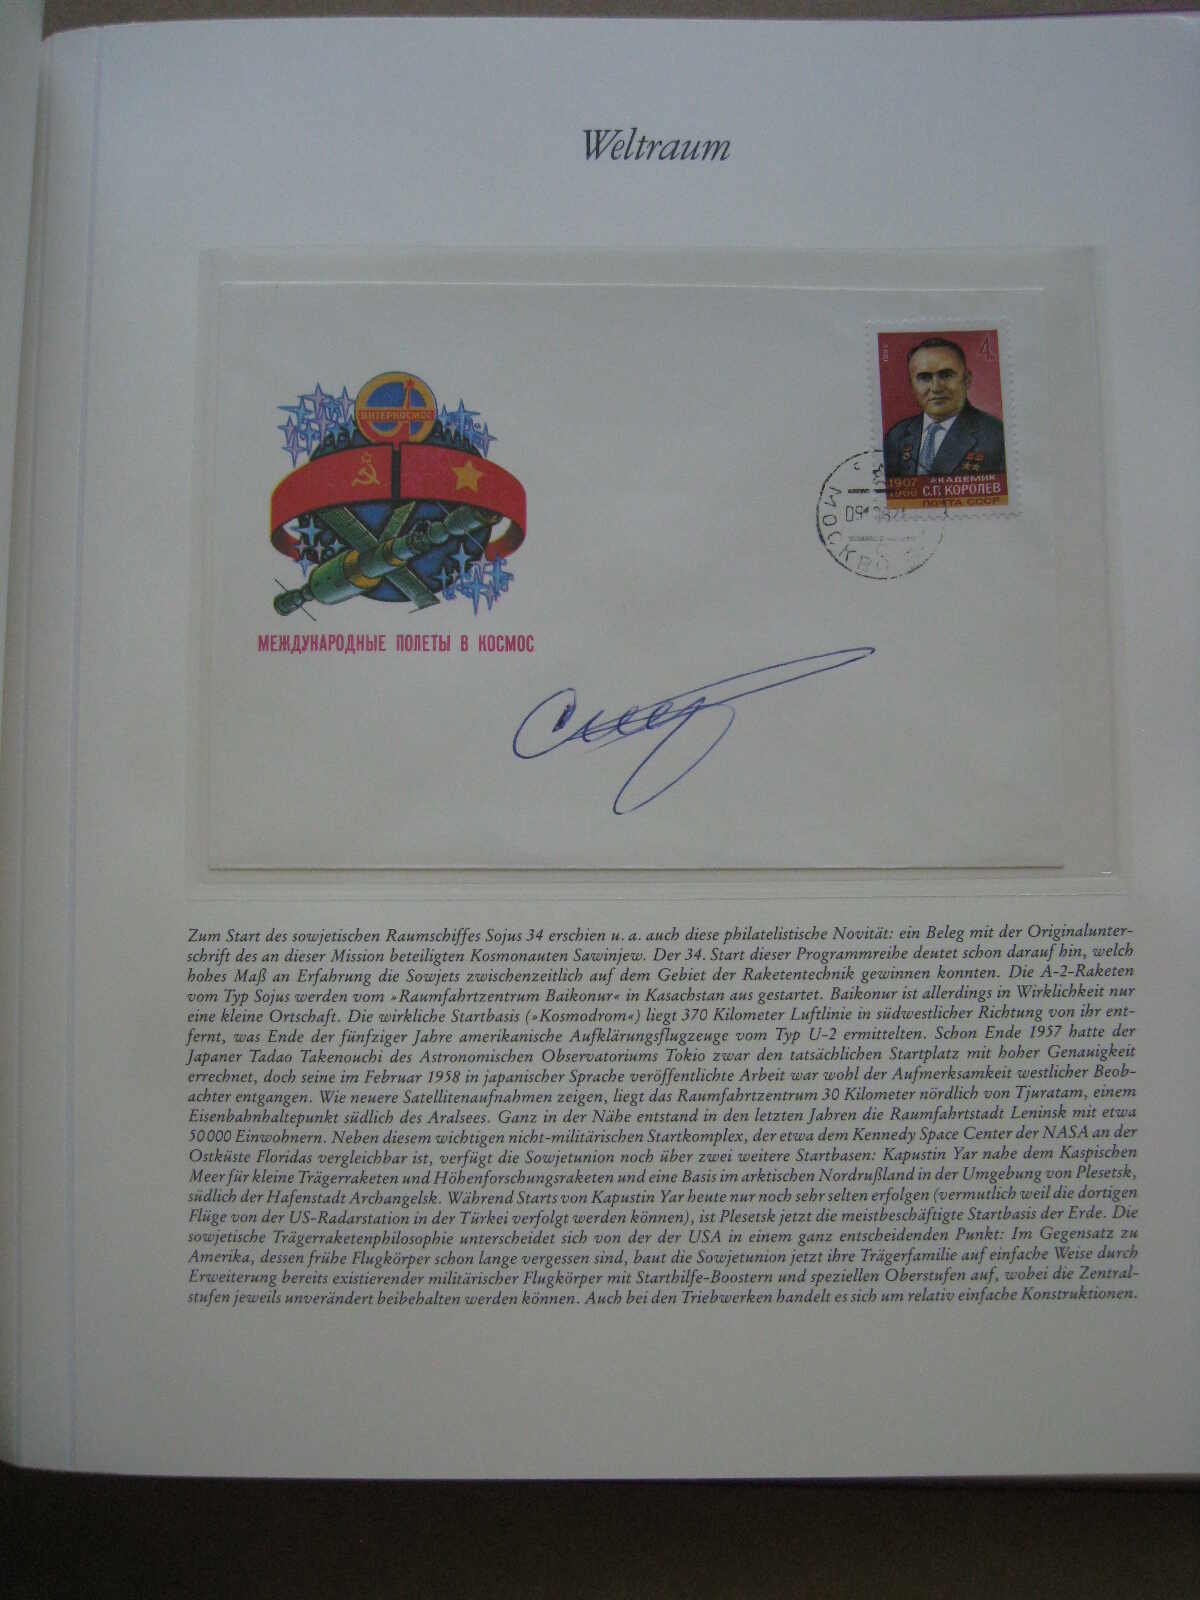 Weltraum
ИНТЕРКОСМОС
МЕЖДУНАРОДНЫЕ ПОЛЕТЫ В КОСМОС
4
1907
1966
АКАДЕМИК
С.П. КОРОЛЕВ
ПОЧТА СССР
МОСКВА
Zum Start des sowjetischen Raumschiffes Sojus 34 erschien u. a. auch diese philatelistische Novität: ein Beleg mit der Originalunter-
schrift des an dieser Mission beteiligten Kosmonauten Sawinjew. Der 34. Start dieser Programmreihe deutet schon darauf hin, welch
hohes Maß an Erfahrung die Sowjets zwischenzeitlich auf dem Gebiet der Raketentechnik gewinnen konnten. Die A-2-Raketen
vom Typ Sojus werden vom »Raumfahrtzentrum Baikonur« in Kasachstan aus gestartet. Baikonur ist allerdings in Wirklichkeit nur
eine kleine Ortschaft. Die wirkliche Startbasis (»Kosmodrom«) liegt 370 Kilometer Luftlinie in südwestlicher Richtung von ihr ent-
fernt, was Ende der fünfziger Jahre amerikanische Aufklärungsflugzeuge vom Typ U-2 ermittelten. Schon Ende 1957 hatte der
Japaner Tadao Takenouchi des Astronomischen Observatoriums Tokio zwar den tatsächlichen Startplatz mit hoher Genauigkeit
errechnet, doch seine im Februar 1958 in japanischer Sprache veröffentlichte Arbeit war wohl der Aufmerksamkeit westlicher Beob-
achter entgangen. Wie neuere Satellitenaufnahmen zeigen, liegt das Raumfahrtzentrum 30 Kilometer nördlich von Tjuratam, einem
Eisenbahnhaltepunkt südlich des Aralsees. Ganz in der Nähe entstand in den letzten Jahren die Raumfahrtstadt Leninsk mit etwa
50000 Einwohnern. Neben diesem wichtigen nicht-militärischen Startkomplex, der etwa dem Kennedy Space Center der NASA an der
Ostküste Floridas vergleichbar ist, verfügt die Sowjetunion noch über zwei weitere Startbasen: Kapustin Yar nahe dem Kaspischen
Meer für kleine Trägerraketen und Höhenforschungsraketen und eine Basis im arktischen Nordrußland in der Umgebung von Plesetsk,
südlich der Hafenstadt Archangelsk. Während Starts von Kapustin Yar heute nur noch sehr selten erfolgen (vermutlich weil die dortigen
Flüge von der US-Radarstation in der Türkei verfolgt werden können), ist Plesetsk jetzt die meistbeschäftigte Startbasis der Erde. Die
sowjetische Trägerraketenphilosophie unterscheidet sich von der der USA in einem ganz entscheidenden Punkt: Im Gegensatz zu
Amerika, dessen frühe Flugkörper schon lange vergessen sind, baut die Sowjetunion jetzt ihre Trägerfamilie auf einfache Weise durch
Erweiterung bereits existierender militärischer Flugkörper mit Starthilfe-Boostern und speziellen Oberstufen auf, wobei die Zentral-
stufen jeweils unverändert beibehalten werden können. Auch bei den Triebwerken handelt es sich um relativ einfache Konstruktionen.